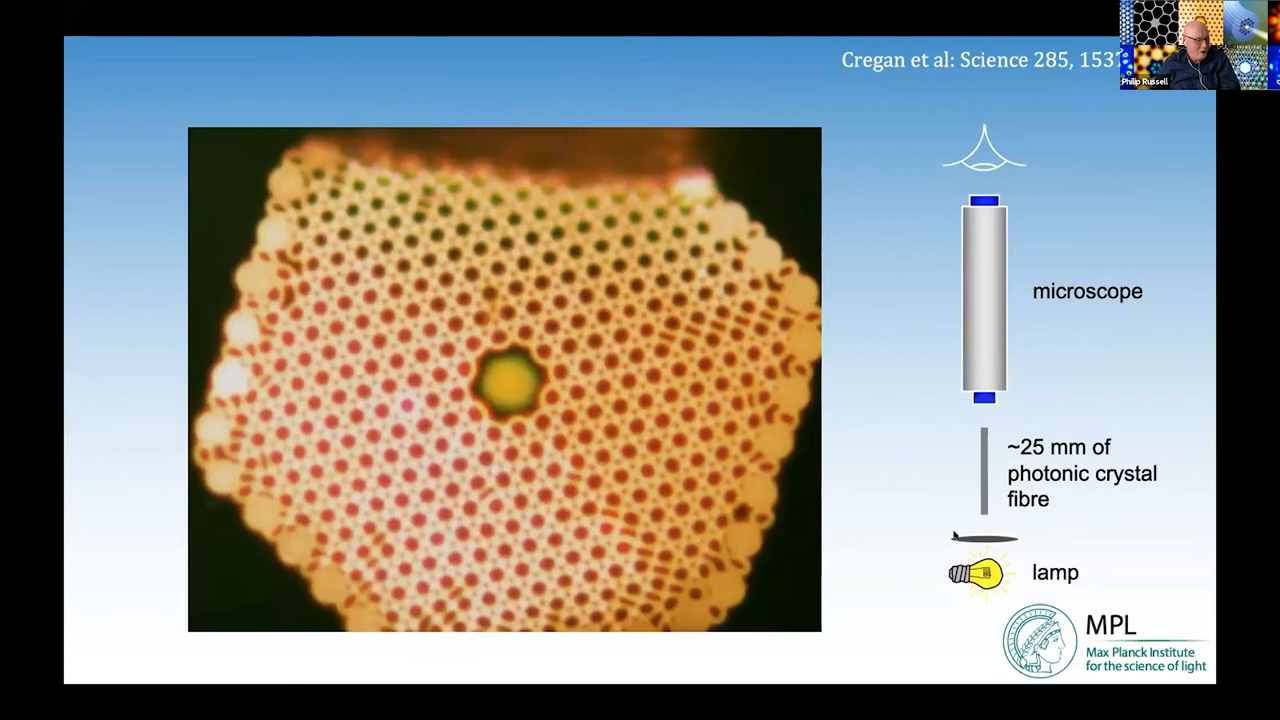 Cregan et al: Science 285, 153
Philip Russell
microscope
~25 mm of
photonic crystal
fibre
lamp
MPL
Max Planck Institute
for the science of light